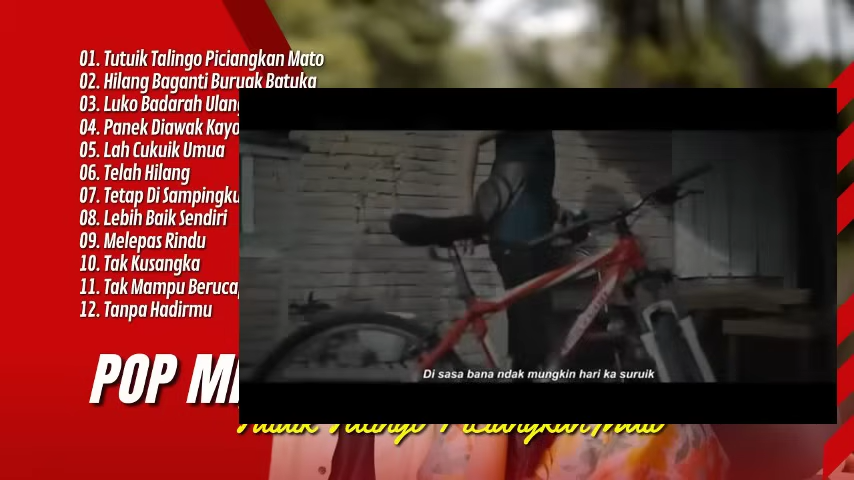 01. Tutuik Talingo Piciangkan Mato
02. Hilang Baganti Buruak Batuka
03. Luko Badarah Ulang
04. Panek Diawak Kayo
05. Lah Cukuik Umua
06. Telah Hilang
07. Tetap Di Sampingku
08. Lebih Baik Sendiri
09. Melepas Rindu
10. Tak Kusangka
11. Tak Mampu Beruca
12. Tanpa Hadirmu
Di sasa bana ndak mungkin hari ka suruik
POP MI